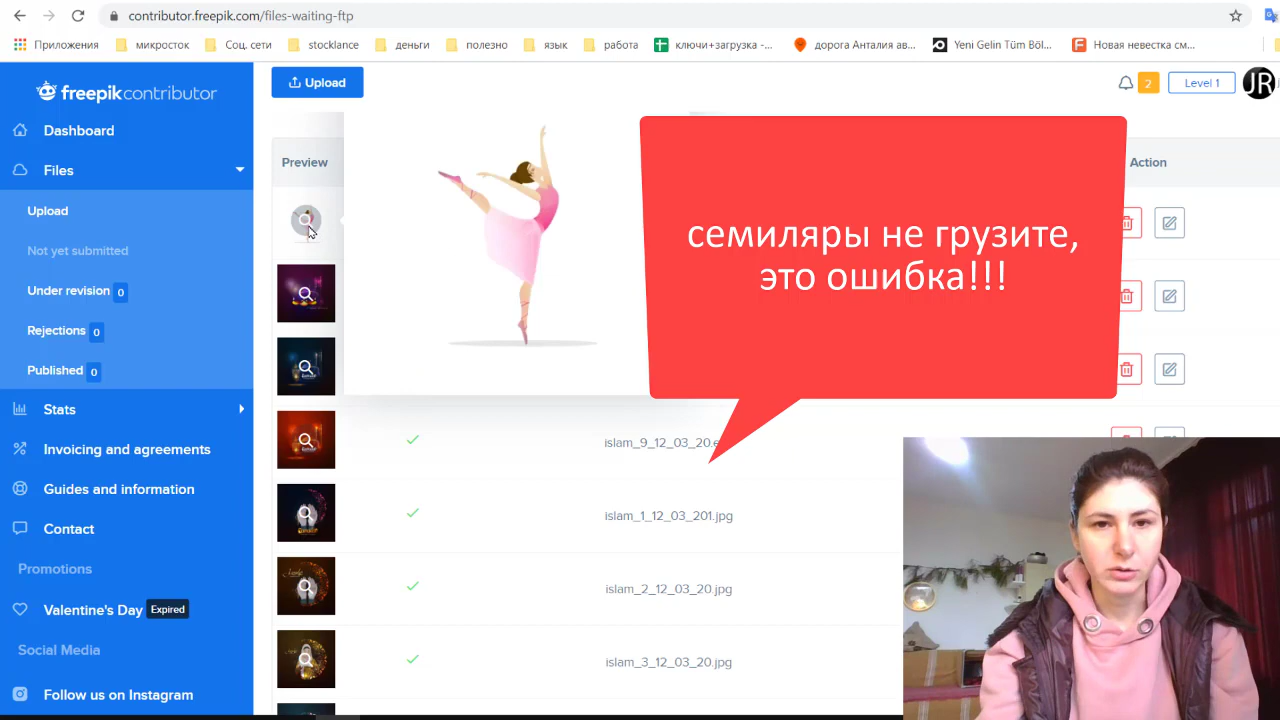 contributor.freepik.com/files-waiting-ftp
Приложения
микросток
Соц. сети
stocklance
деньги
полезно
язык
работа
ключи+загрузка -...
дорога Анталия ав...
Yeni Gelin Tüm Böl...
Новая невестка см...
freepikcontributor
Upload
2
Level 1
JR
Dashboard
Files
Upload
Not yet submitted
Under revision 0
Rejections 0
Published 0
Stats
Invoicing and agreements
Guides and information
Contact
Promotions
Valentine's Day Expired
Social Media
Follow us on Instagram
Preview
Action
семиляры не грузите,
это ошибка!!!
islam_9_12_03_20.e
islam_1_12_03_201.jpg
islam_2_12_03_20.jpg
islam_3_12_03_20.jpg